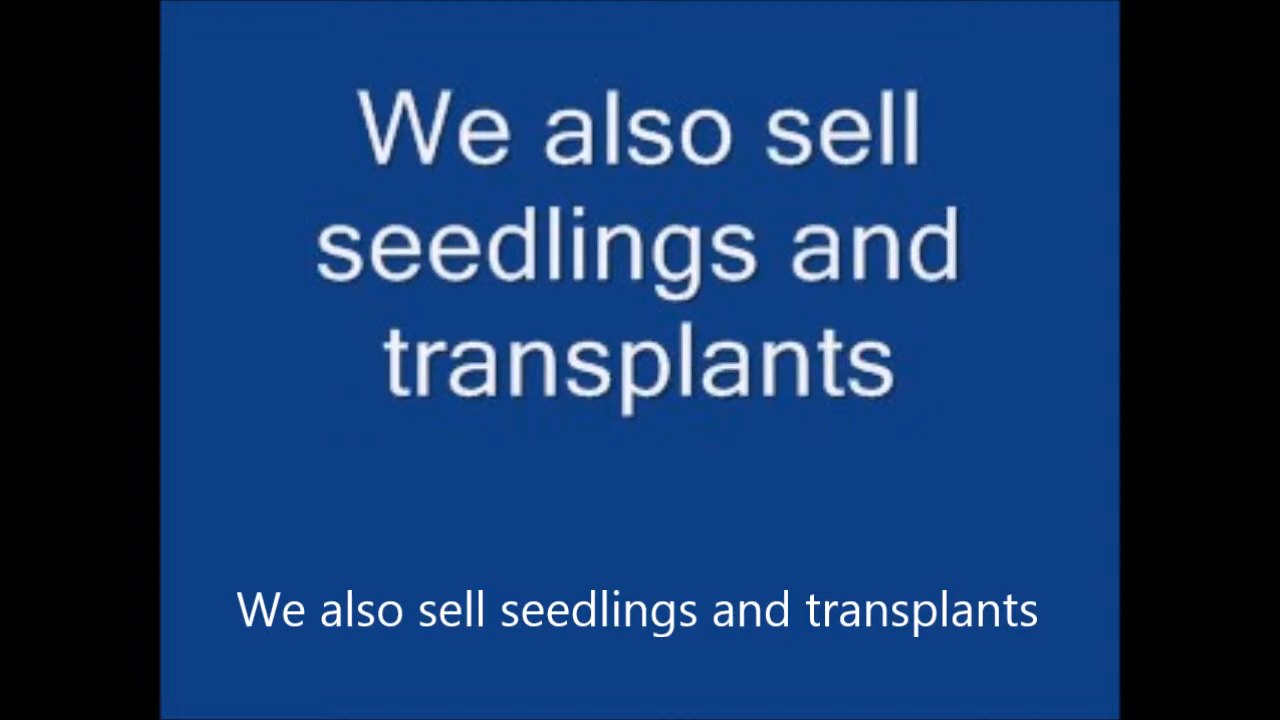 We also sell
seedlings and
transplants
We also sell seedlings and transplants